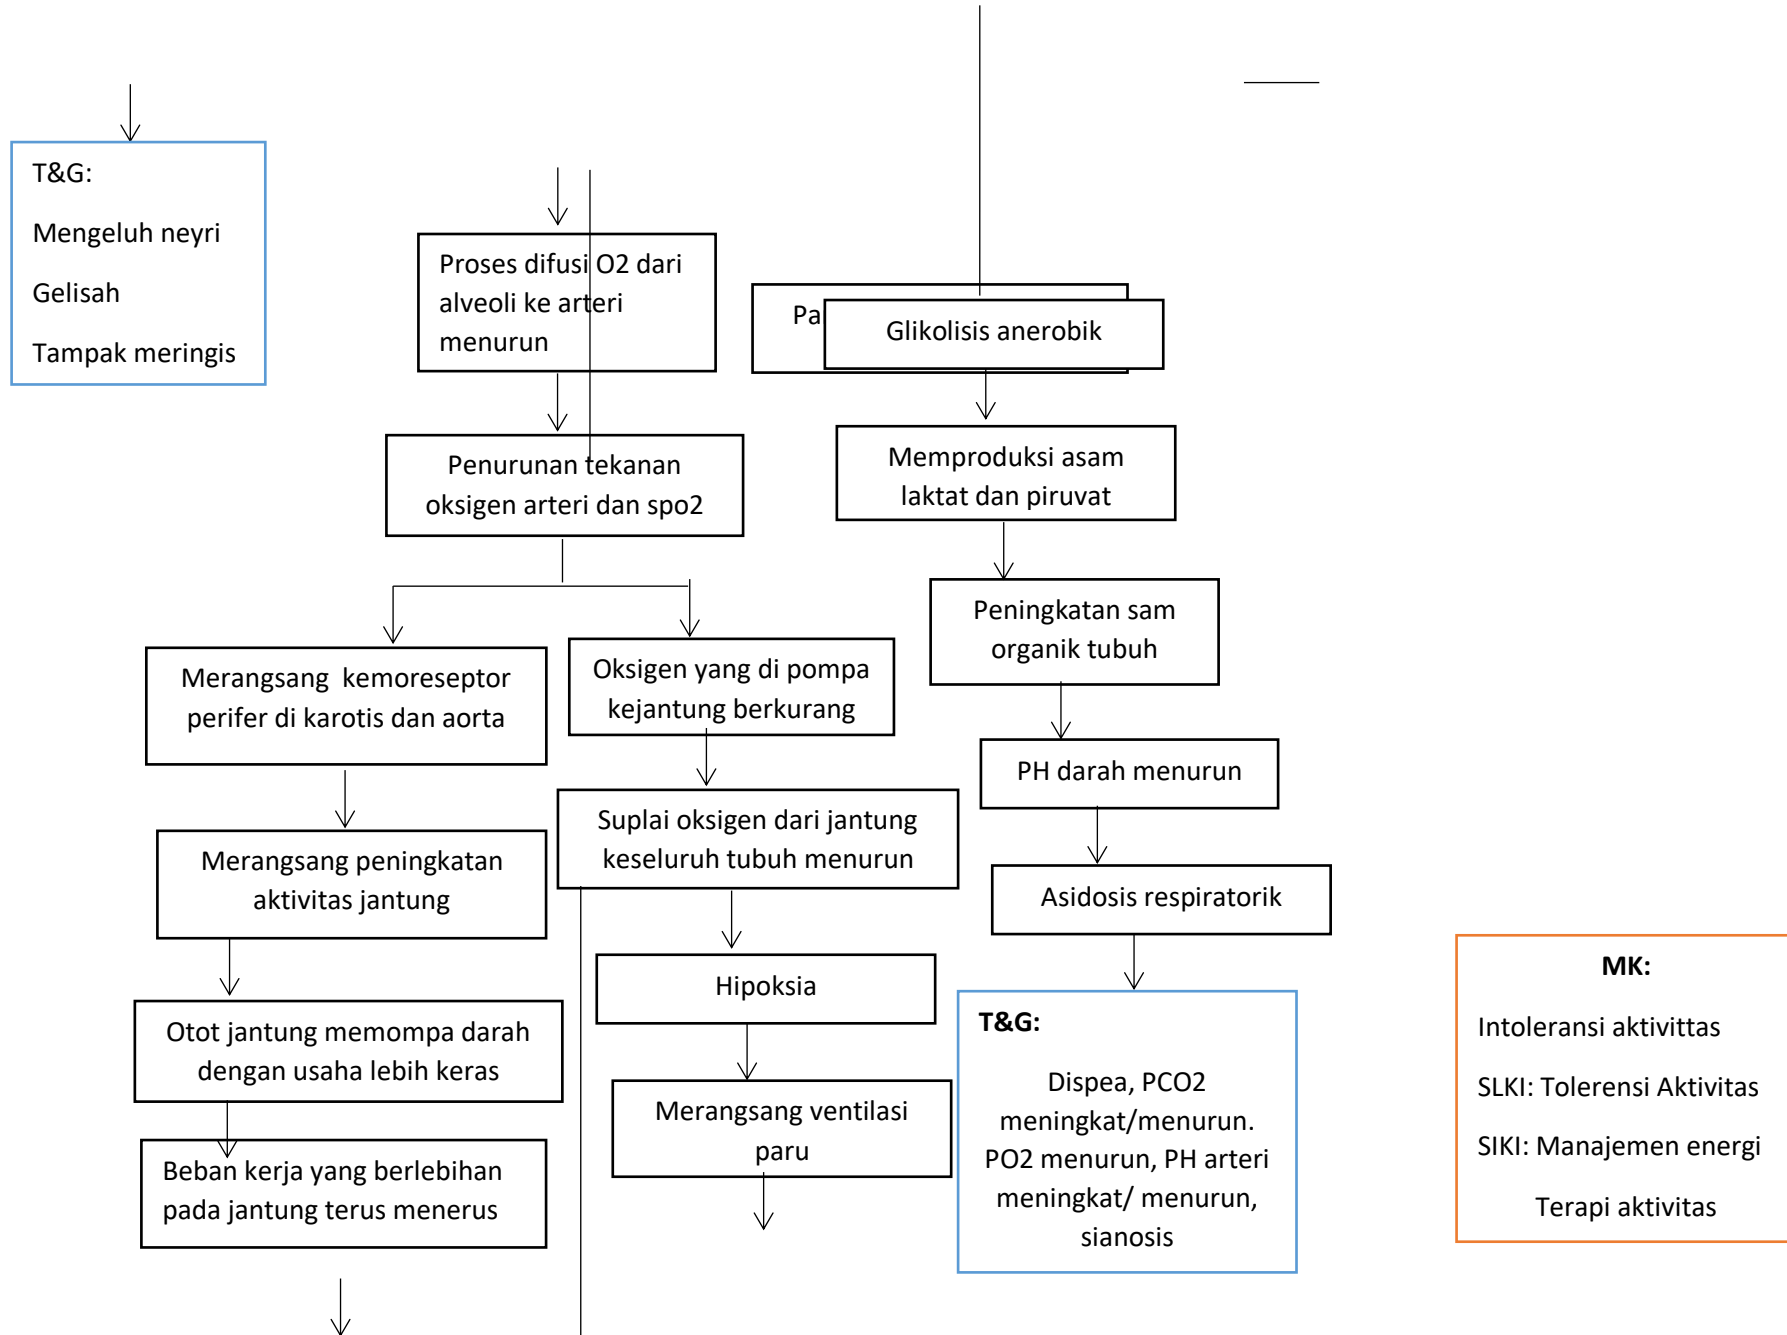 T&G:
Mengeluh neyri
Gelisah
Tampak meringis
Proses difusi O2 dari
alveoli ke arteri
menurun
Penurunan tekanan
oksigen arteri dan spo2
Merangsang kemoreseptor
perifer di karotis dan aorta
Merangsang peningkatan
aktivitas jantung
Otot jantung memompa darah
dengan usaha lebih keras
Beban kerja yang berlebihan
pada jantung terus menerus
Oksigen yang di pompa
kejantung berkurang
Suplai oksigen dari jantung
keseluruh tubuh menurun
Hipoksia
Merangsang ventilasi
paru
Glikolisis anerobik
Memproduksi asam
laktat dan piruvat
Peningkatan sam
organik tubuh
PH darah menurun
Asidosis respiratorik
T&G:
Dispea, PCO2
meningkat/menurun.
PO2 menurun, PH arteri
meningkat/ menurun,
sianosis
MK:
Intoleransi aktivittas
SLKI: Tolerensi Aktivitas
SIKI: Manajemen energi
Terapi aktivitas